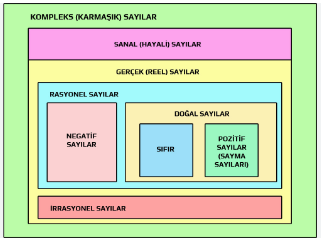 KOMPLEKS (KARMAŞIK) SAYILAR
SANAL (HAYALİ) SAYILAR
GERÇEK (REEL) SAYILAR
RASYONEL SAYILAR
DOĞAL SAYILAR
NEGATİF
SAYILAR
SIFIR
POZİTİF
SAYILAR
(SAYMA
SAYILARI)
İRRASYONEL SAYILAR